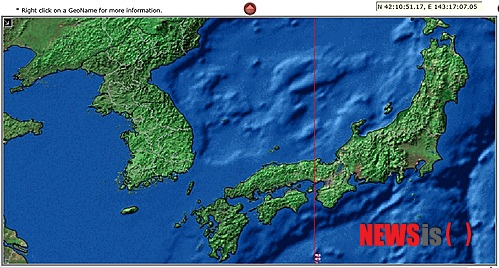 * Right click on a GeoName for more information.
N 42:10:51.17, E 143:17:07.05
NEWSis( )